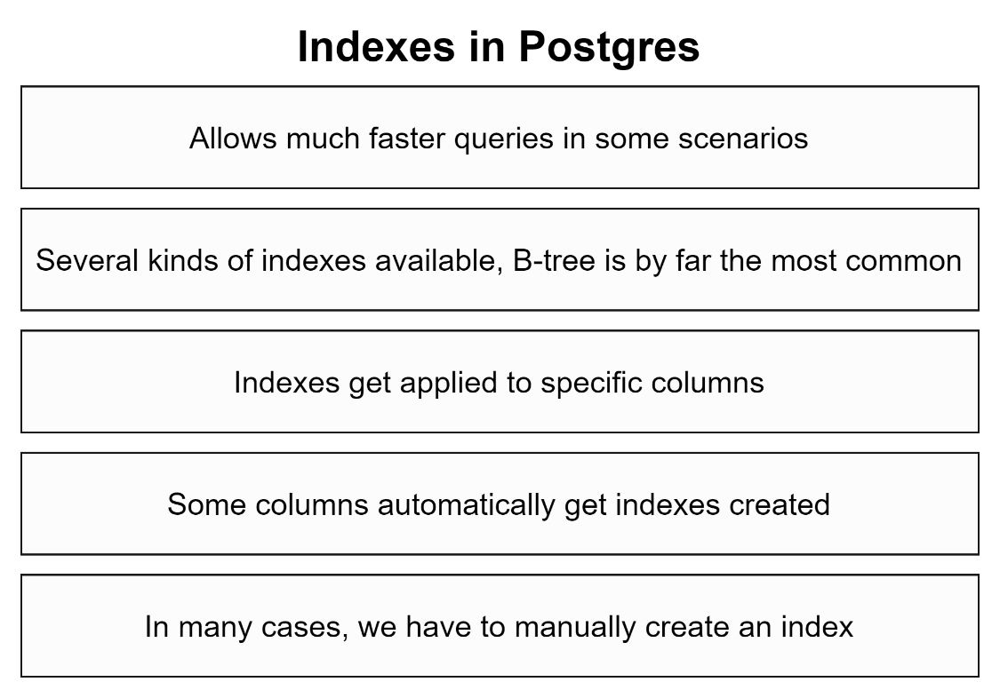 Indexes in Postgres
Allows much faster queries in some scenarios
Several kinds of indexes available, B-tree is by far the most common
Indexes get applied to specific columns
Some columns automatically get indexes created
In many cases, we have to manually create an index